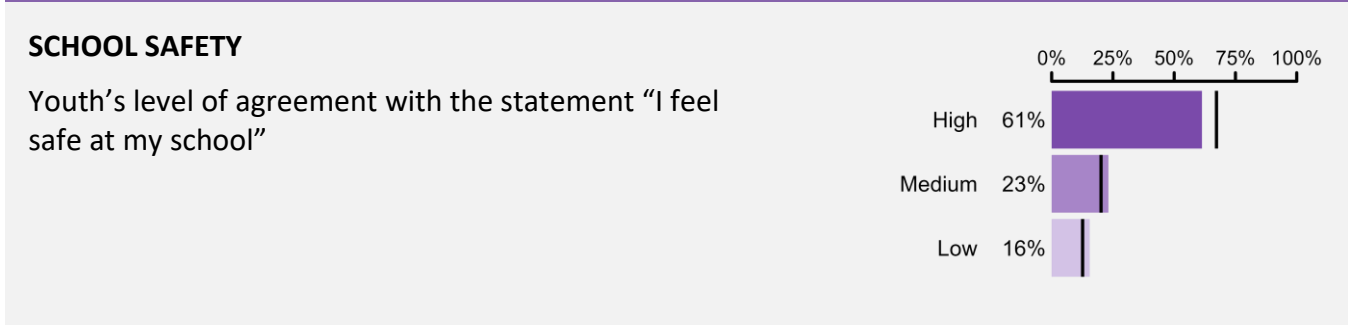 SCHOOL SAFETY
Youth’s level of agreement with the statement “I feel
safe at my school”
0% 25% 50% 75% 100%
High 61%
Medium 23%
Low 16%